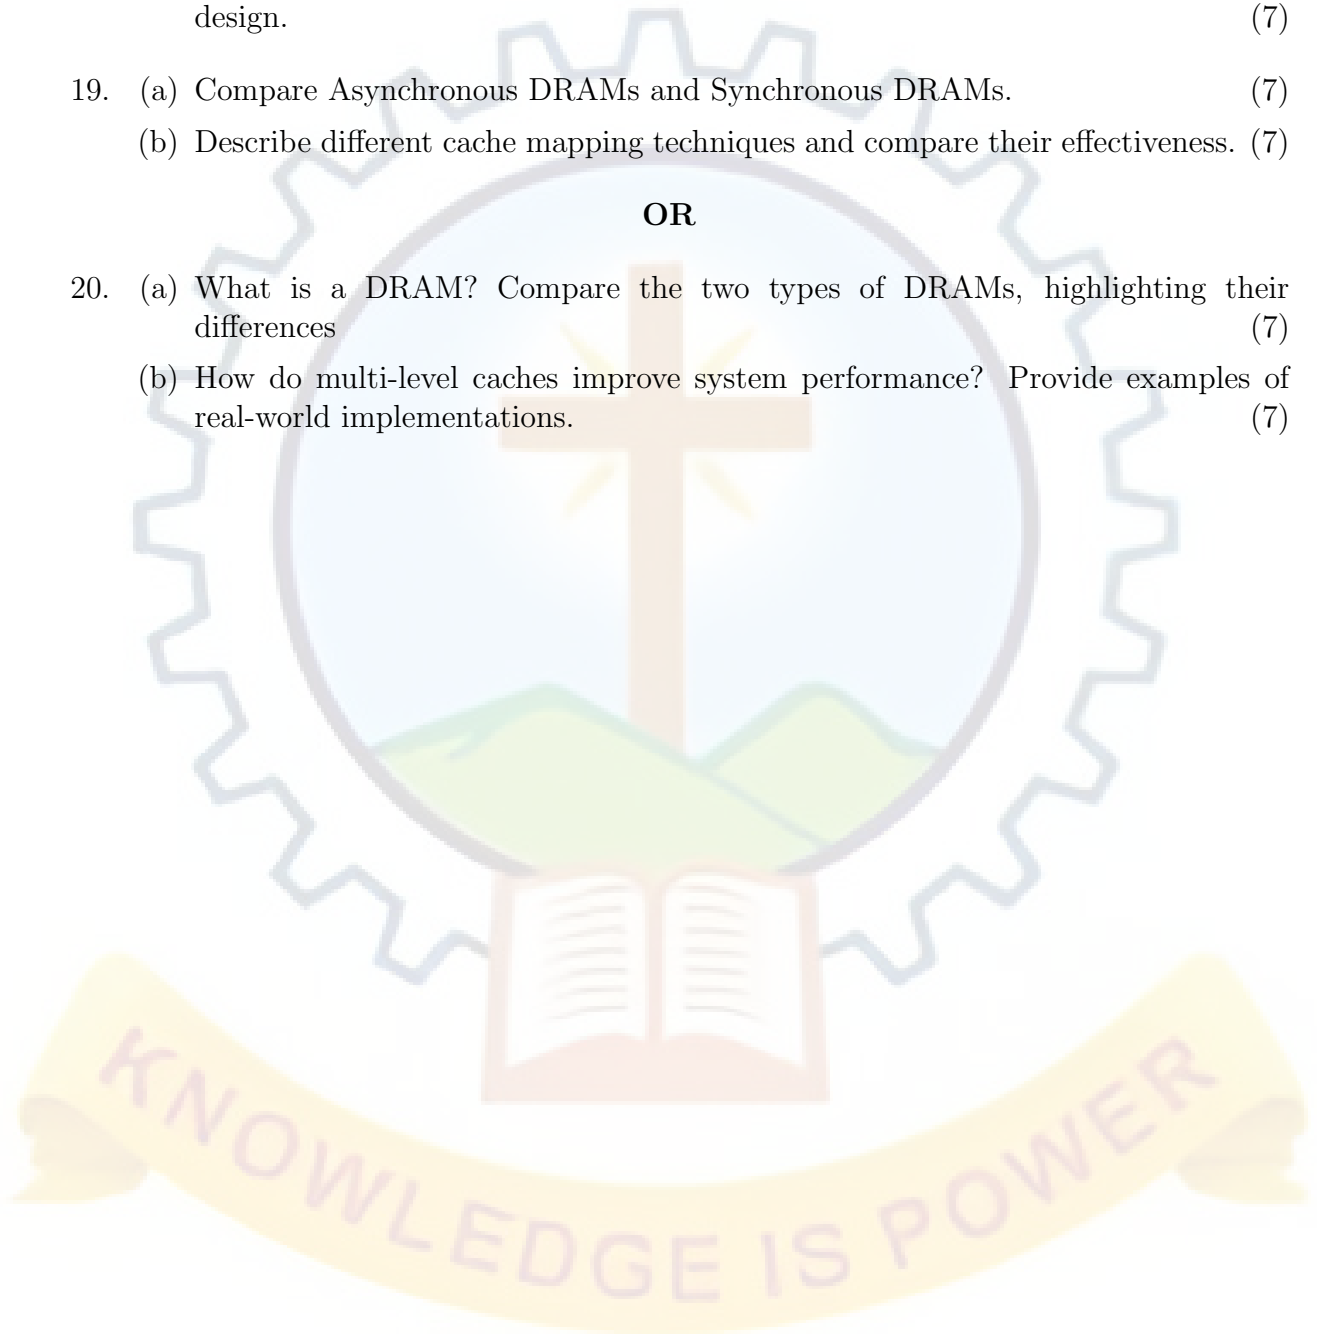 design. (7)
19. (a) Compare Asynchronous DRAMs and Synchronous DRAMs. (7)
(b) Describe different cache mapping techniques and compare their effectiveness. (7)
OR
20. (a) What is a DRAM? Compare the two types of DRAMs, highlighting their
differences (7)
(b) How do multi-level caches improve system performance? Provide examples of
real-world implementations. (7)
KNOWLEDGE IS POWER